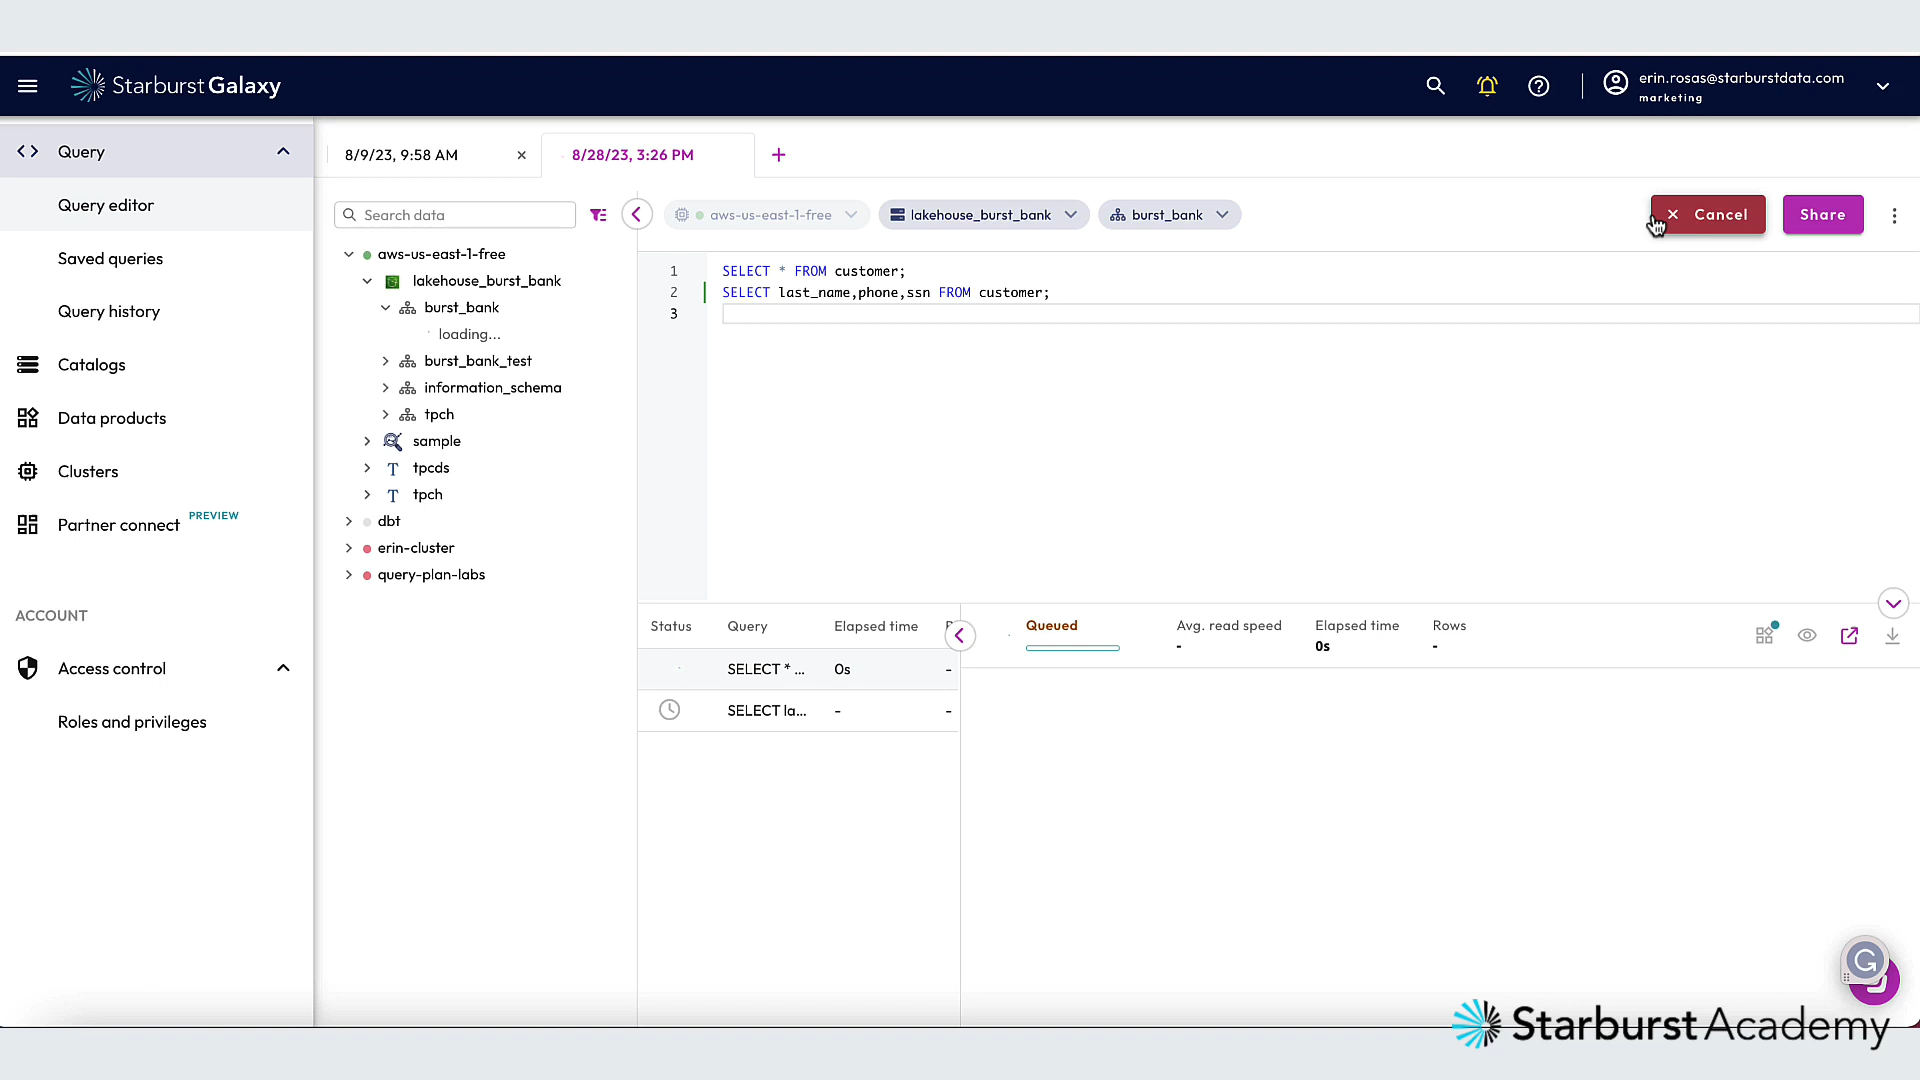 Starburst Galaxy
erin.rosas@starburstdata.com
marketing
Query
Query editor
Saved queries
Query history
Catalogs
Data products
Clusters
Partner connect PREVIEW
ACCOUNT
Access control
Roles and privileges
8/9/23, 9:58 AM
8/28/23, 3:26 PM
Search data
aws-us-east-1-free
lakehouse_burst_bank
burst_bank
loading...
burst_bank_test
information_schema
tpch
sample
tpcds
tpch
dbt
erin-cluster
query-plan-labs
aws-us-east-1-free
lakehouse_burst_bank
burst_bank
Cancel
Share
1 SELECT * FROM customer;
2 SELECT last_name,phone,ssn FROM customer;
3
Status Query Elapsed time
SELECT * ... 0s -
SELECT la... - -
Queued
Avg. read speed
-
Elapsed time
0s
Rows
-
Starburst Academy